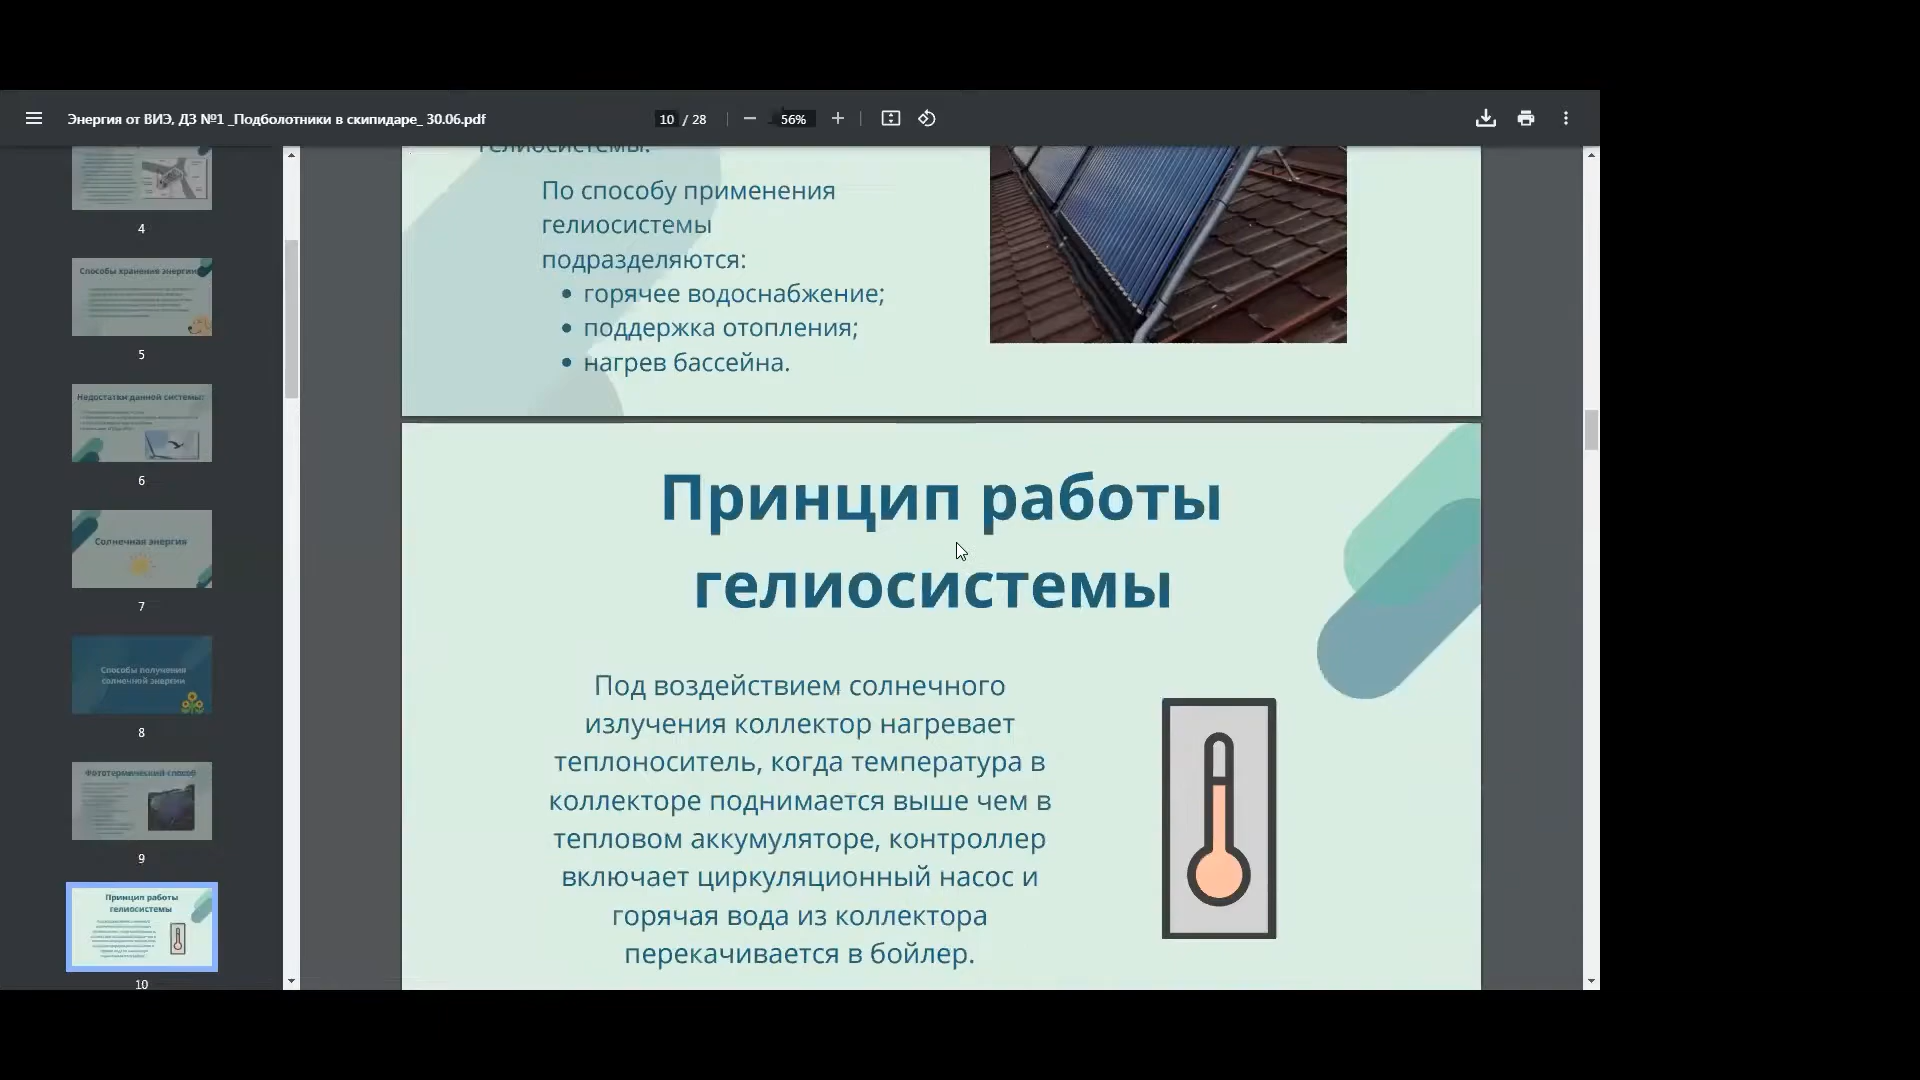 Энергия от ВИЭ, ДЗ №1 _Подболотники в скипидаре_ 30.06.pdf
10 / 28
56%
4
Способы хранения энергии
5
Недостатки данной системы:
6
Солнечная энергия
7
Способы получения
солнечной энергии
8
Фототермический способ
9
Принцип работы
гелиосистемы
10
гелиосистемы.
По способу применения
гелиосистемы
подразделяются:
• горячее водоснабжение;
• поддержка отопления;
• нагрев бассейна.
Принцип работы
гелиосистемы
Под воздействием солнечного
излучения коллектор нагревает
теплоноситель, когда температура в
коллекторе поднимается выше чем в
тепловом аккумуляторе, контроллер
включает циркуляционный насос и
горячая вода из коллектора
перекачивается в бойлер.